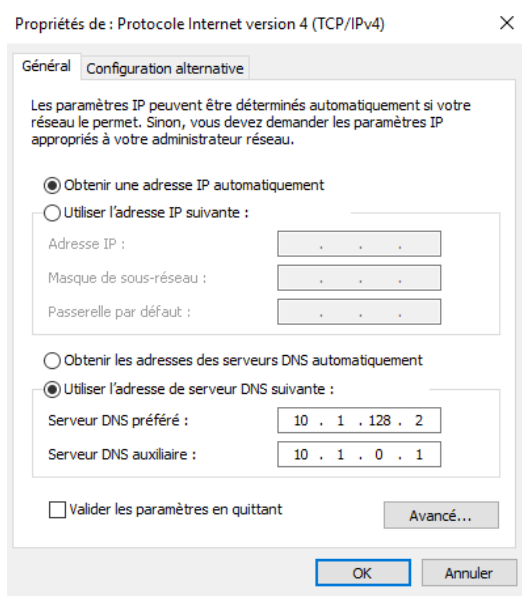 Propriétés de : Protocole Internet version 4 (TCP/IPv4)
Général Configuration alternative
Les paramètres IP peuvent être déterminés automatiquement si votre
réseau le permet. Sinon, vous devez demander les paramètres IP
appropriés à votre administrateur réseau.
Obtenir une adresse IP automatiquement
Utiliser l'adresse IP suivante :
Adresse IP : . . .
Masque de sous-réseau : . . .
Passerelle par défaut : . . .
Obtenir les adresses des serveurs DNS automatiquement
Utiliser l'adresse de serveur DNS suivante :
Serveur DNS préféré : 10 . 1 . 128 . 2
Serveur DNS auxiliaire : 10 . 1 . 0 . 1
Valider les paramètres en quittant Avancé...
OK Annuler